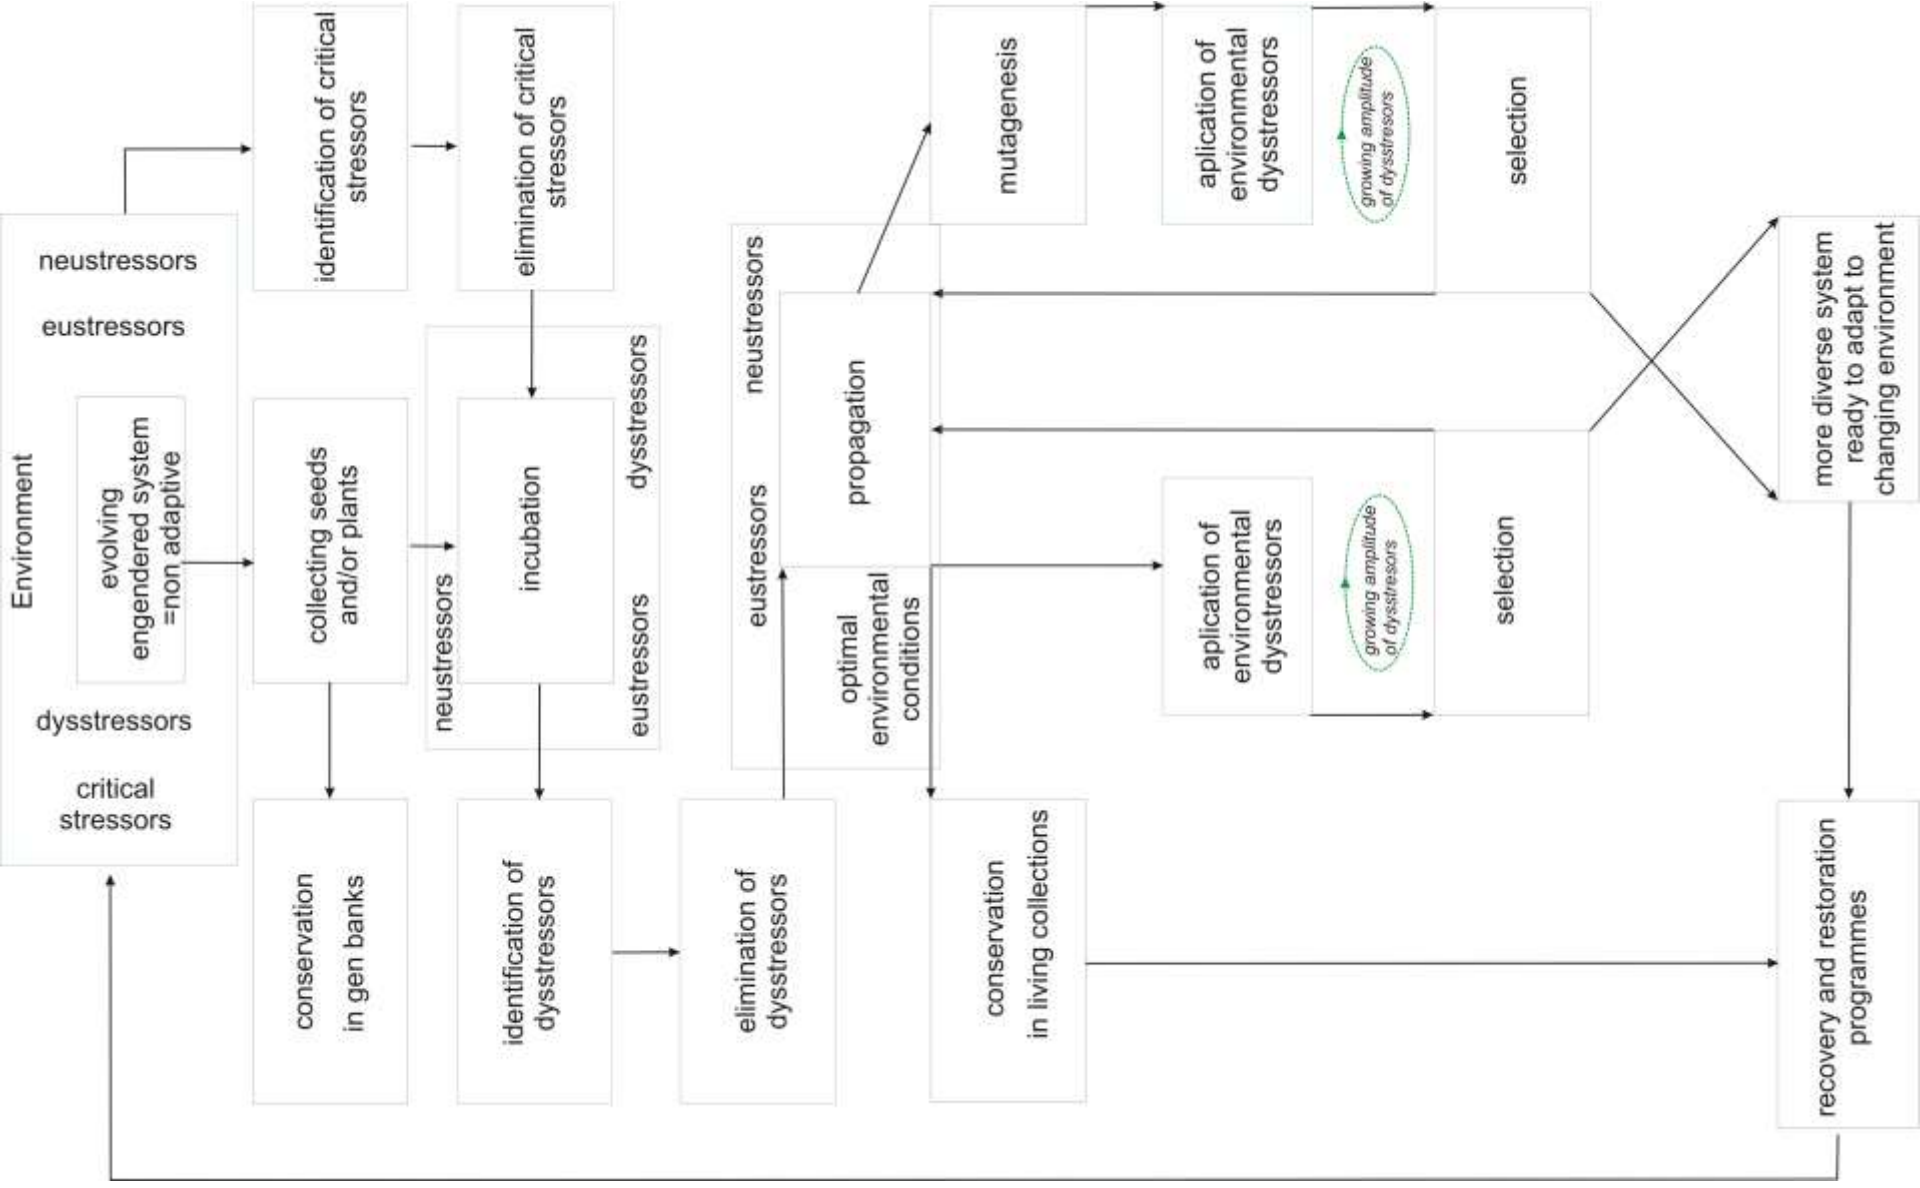 Environment
neustressors
eustressors
evolving
engendered system
=non adaptive
dysstressors
critical
stressors
identification of critical
stressors
elimination of critical
stressors
collecting seeds
and/or plants
neustressors
incubation
dysstressors
eustressors
conservation
in gen banks
identification of
dysstressors
elimination of
dysstressors
neustressors
eustressors
propagation
optimal
environmental
conditions
mutagenesis
aplication of
environmental
dysstressors
growing amplitude
of dysstresors
selection
aplication of
environmental
dysstressors
growing amplitude
of dysstresors
selection
conservation
in living collections
more diverse system
ready to adapt to
changing environment
recovery and restoration
programmes